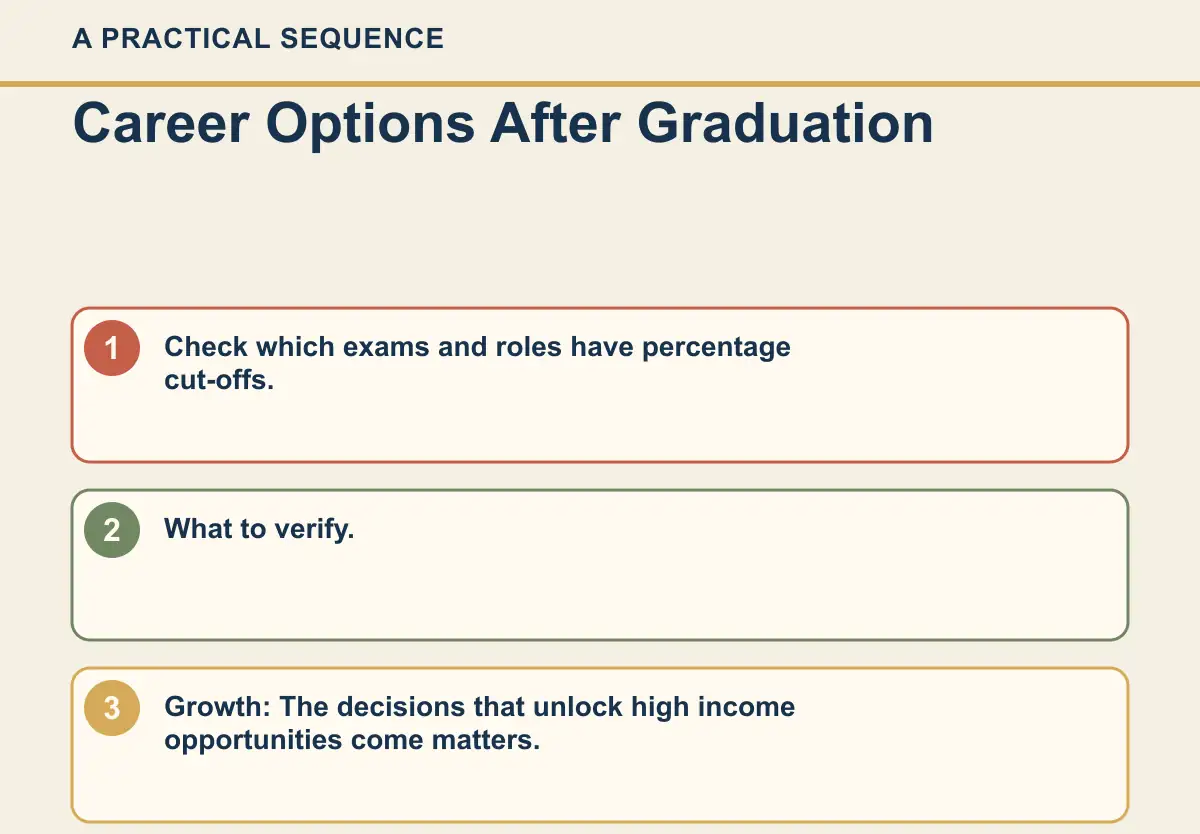 A PRACTICAL SEQUENCE
Career Options After Graduation
1
Check which exams and roles have percentage
cut-offs.
2
What to verify.
3
Growth: The decisions that unlock high income
opportunities come matters.